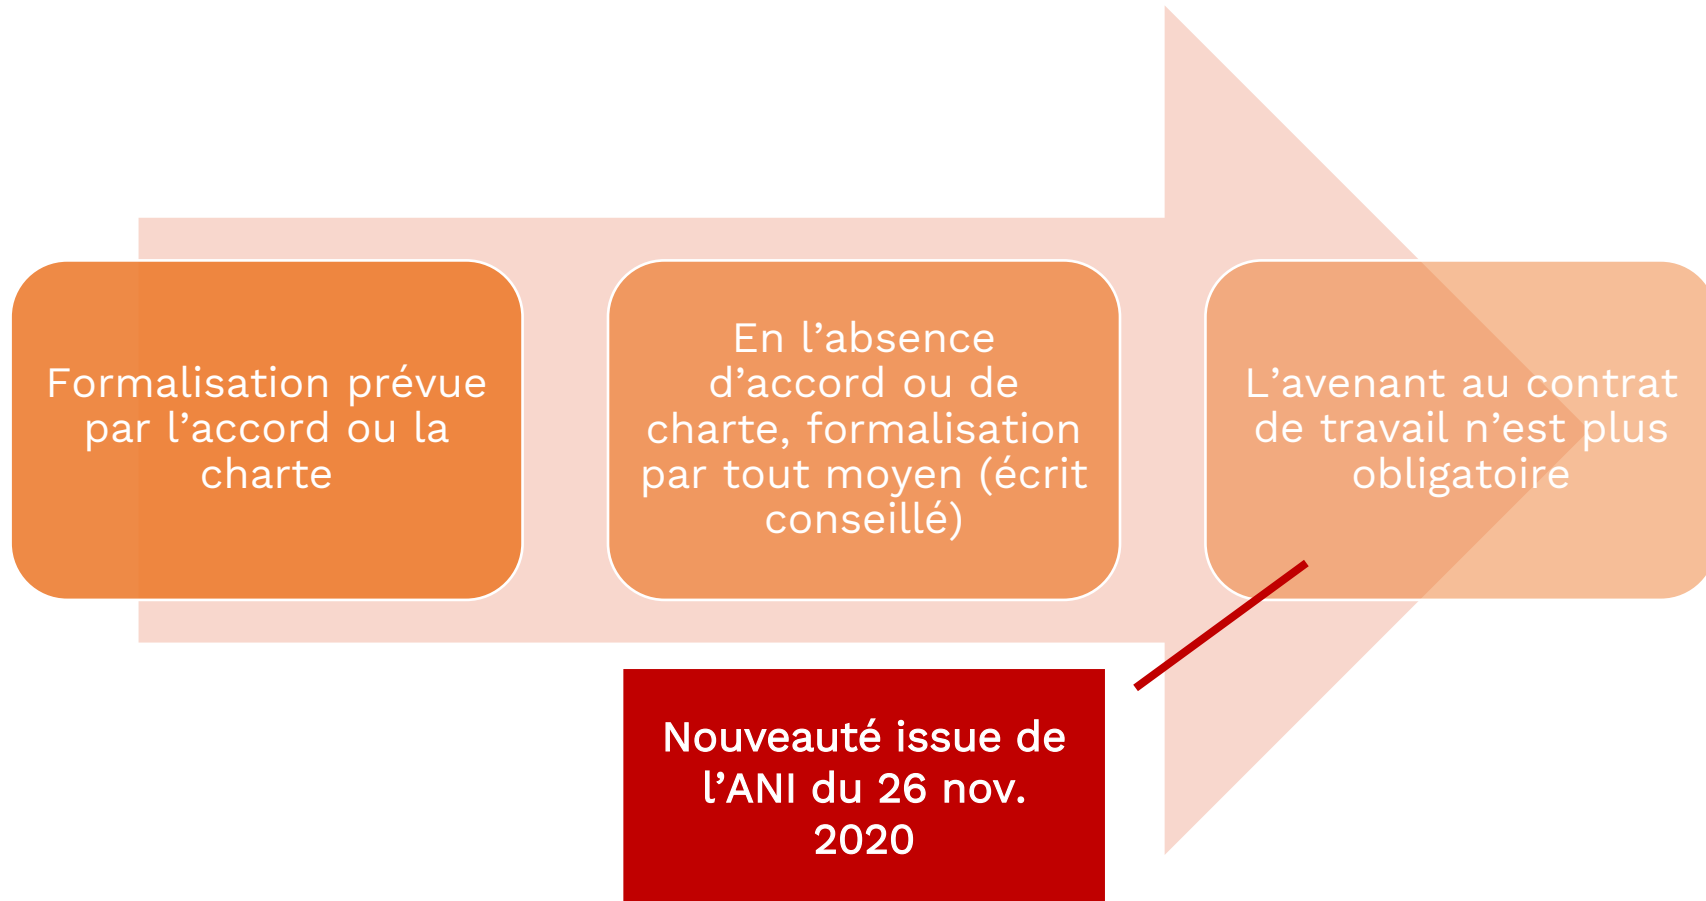 Formalisation prévue
par l’accord ou la
charte
En l’absence
d’accord ou de
charte, formalisation
par tout moyen (écrit
conseillé)
L’avenant au contrat
de travail n’est plus
obligatoire
Nouveauté issue de
l’ANI du 26 nov.
2020